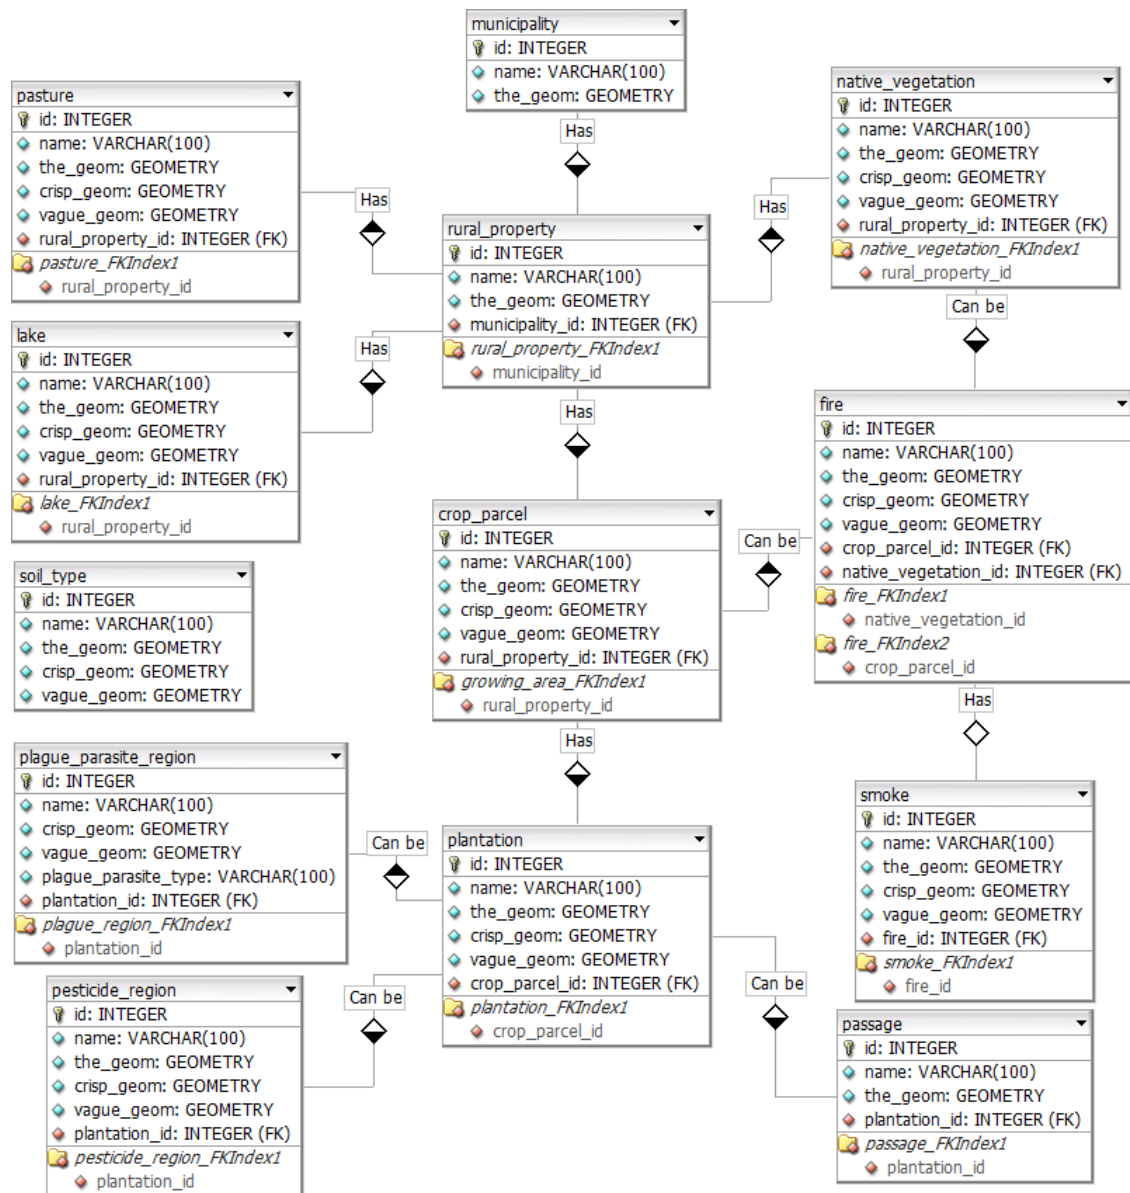 municipality
id: INTEGER
name: VARCHAR(100)
the_geom: GEOMETRY
Has
pasture
id: INTEGER
name: VARCHAR(100)
the_geom: GEOMETRY
crisp_geom: GEOMETRY
vague_geom: GEOMETRY
rural_property_id: INTEGER (FK)
pasture_FKIndex1
rural_property_id
Has
native_vegetation
id: INTEGER
name: VARCHAR(100)
the_geom: GEOMETRY
crisp_geom: GEOMETRY
vague_geom: GEOMETRY
rural_property_id: INTEGER (FK)
native_vegetation_FKIndex1
rural_property_id
Has
rural_property
id: INTEGER
name: VARCHAR(100)
the_geom: GEOMETRY
municipality_id: INTEGER (FK)
rural_property_FKIndex1
municipality_id
Can be
lake
id: INTEGER
name: VARCHAR(100)
the_geom: GEOMETRY
crisp_geom: GEOMETRY
vague_geom: GEOMETRY
rural_property_id: INTEGER (FK)
lake_FKIndex1
rural_property_id
Has
Has
fire
id: INTEGER
name: VARCHAR(100)
the_geom: GEOMETRY
crisp_geom: GEOMETRY
vague_geom: GEOMETRY
crop_parcel_id: INTEGER (FK)
native_vegetation_id: INTEGER (FK)
fire_FKIndex1
native_vegetation_id
fire_FKIndex2
crop_parcel_id
Can be
crop_parcel
id: INTEGER
name: VARCHAR(100)
the_geom: GEOMETRY
crisp_geom: GEOMETRY
vague_geom: GEOMETRY
rural_property_id: INTEGER (FK)
growing_area_FKIndex1
rural_property_id
soil_type
id: INTEGER
name: VARCHAR(100)
the_geom: GEOMETRY
crisp_geom: GEOMETRY
vague_geom: GEOMETRY
Has
Has
plague_parasite_region
id: INTEGER
name: VARCHAR(100)
crisp_geom: GEOMETRY
vague_geom: GEOMETRY
plague_parasite_type: VARCHAR(100)
plantation_id: INTEGER (FK)
plague_region_FKIndex1
plantation_id
Can be
plantation
id: INTEGER
name: VARCHAR(100)
the_geom: GEOMETRY
crisp_geom: GEOMETRY
vague_geom: GEOMETRY
crop_parcel_id: INTEGER (FK)
plantation_FKIndex1
crop_parcel_id
smoke
id: INTEGER
name: VARCHAR(100)
the_geom: GEOMETRY
crisp_geom: GEOMETRY
vague_geom: GEOMETRY
fire_id: INTEGER (FK)
smoke_FKIndex1
fire_id
pesticide_region
id: INTEGER
name: VARCHAR(100)
the_geom: GEOMETRY
crisp_geom: GEOMETRY
vague_geom: GEOMETRY
plantation_id: INTEGER (FK)
pesticide_region_FKIndex1
plantation_id
Can be
Can be
passage
id: INTEGER
name: VARCHAR(100)
the_geom: GEOMETRY
plantation_id: INTEGER (FK)
passage_FKIndex1
plantation_id